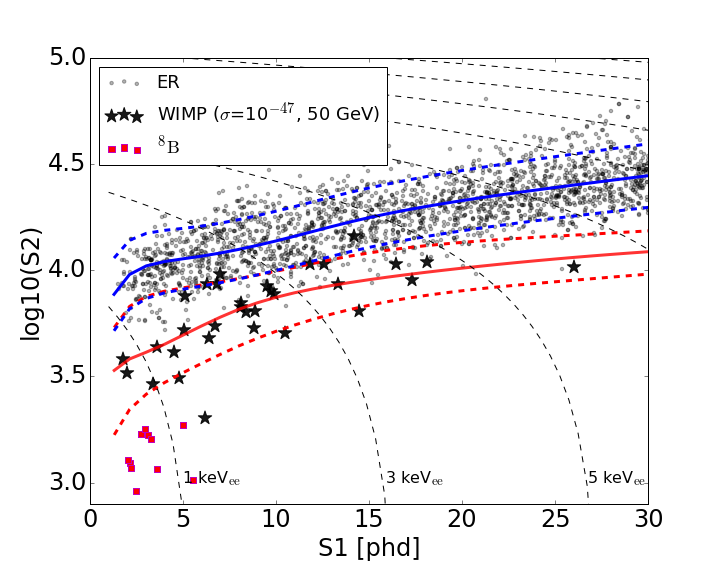 5.0
4.5
4.0
3.5
3.0
log10(S2)
ER
WIMP (σ=10⁻⁴⁷, 50 GeV)
⁸B
1 keVₑₑ
3 keVₑₑ
5 keVₑₑ
0 5 10 15 20 25 30
S1 [phd]